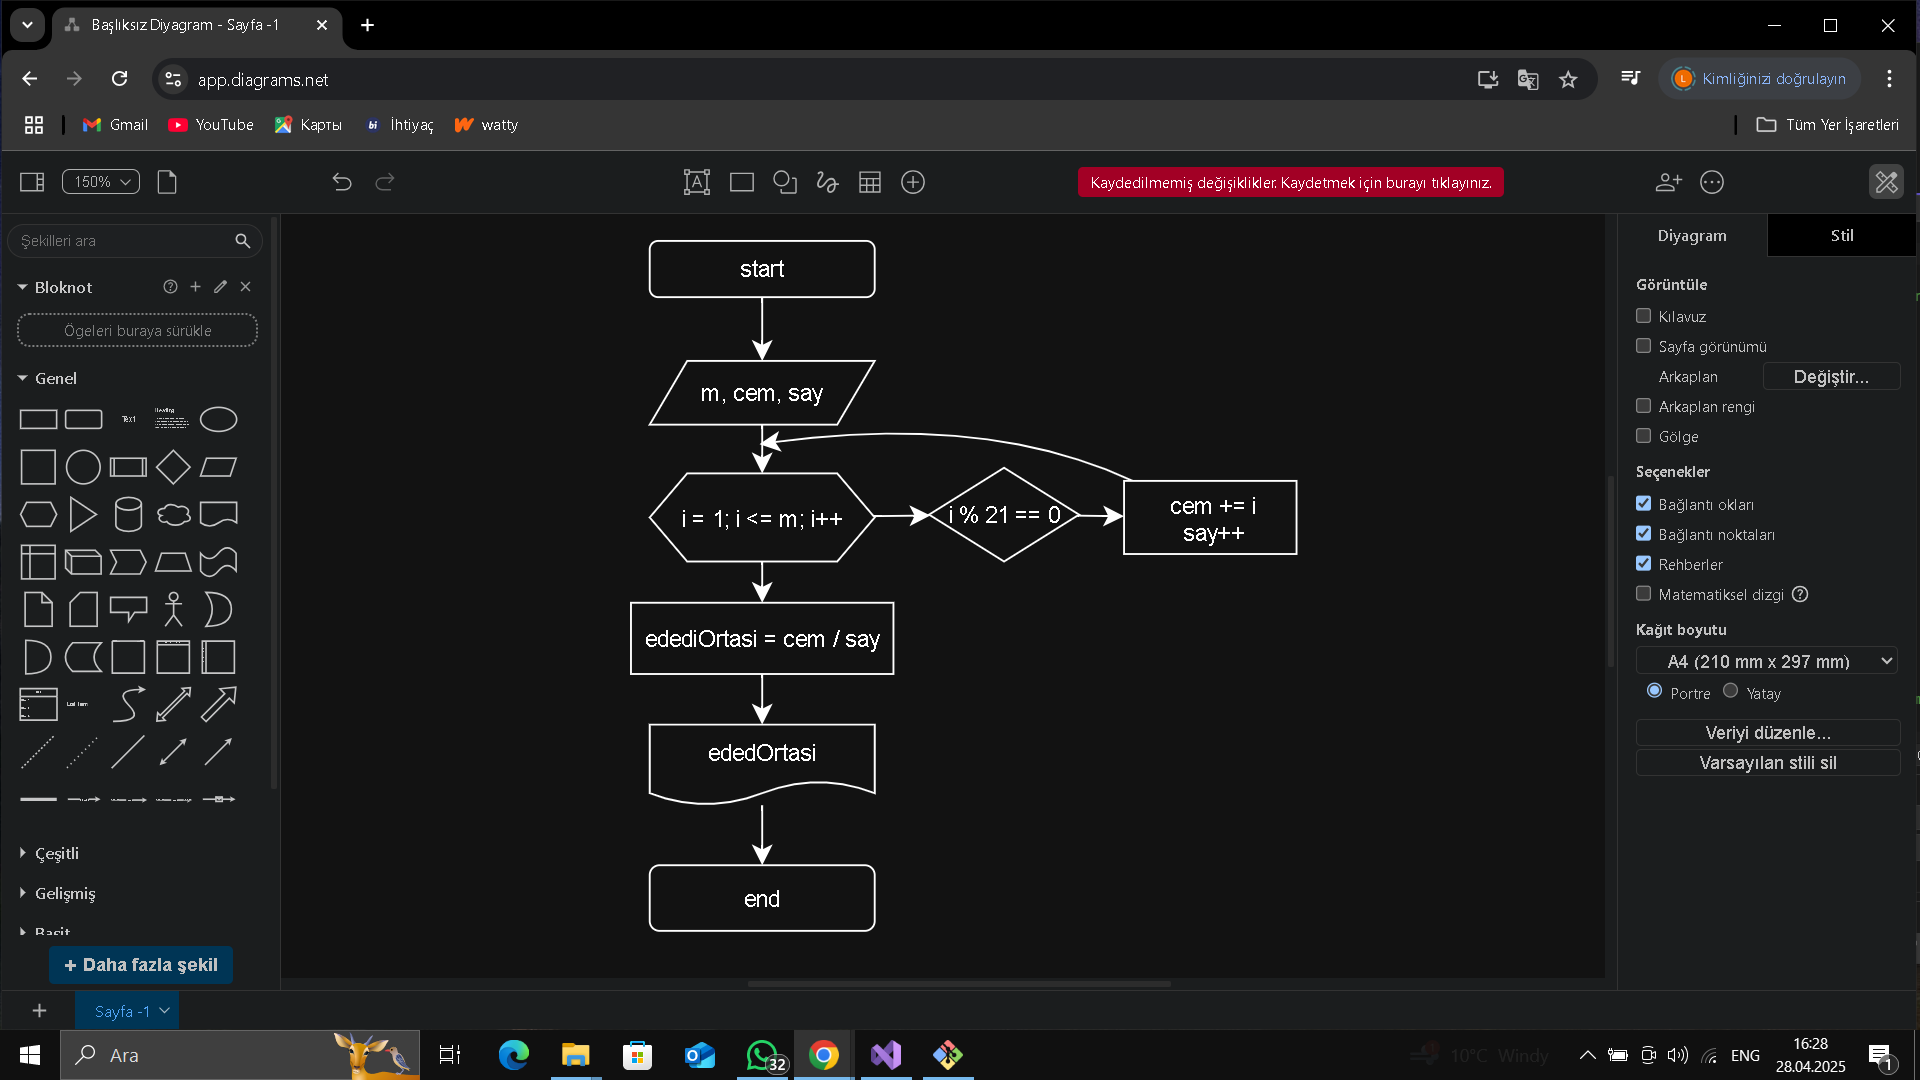 Başlıksız Diyagram - Sayfa -1
app.diagrams.net
Kimliğinizi doğrulayın
Gmail
YouTube
Карты
İhtiyaç
watty
Tüm Yer İşaretleri
150%
Kaydedilmemiş değişiklikler. Kaydetmek için burayı tıklayınız.
Şekilleri ara
Bloknot
Ögeleri buraya sürükle
Genel
Text
Heading
List Item
Çeşitli
Gelişmiş
Basit
+ Daha fazla şekil
start
m, cem, say
i = 1; i <= m; i++
i % 21 == 0
cem += i
say++
edediOrtasi = cem / say
ededOrtasi
end
Diyagram
Stil
Görüntüle
Kılavuz
Sayfa görünümü
Arkaplan
Değiştir...
Arkaplan rengi
Gölge
Seçenekler
Bağlantı okları
Bağlantı noktaları
Rehberler
Matematiksel dizgi
Kağıt boyutu
A4 (210 mm x 297 mm)
Portre
Yatay
Veriyi düzenle...
Varsayılan stili sil
Sayfa -1
Ara
32
10°C Windy
ENG
16:28
28.04.2025
1